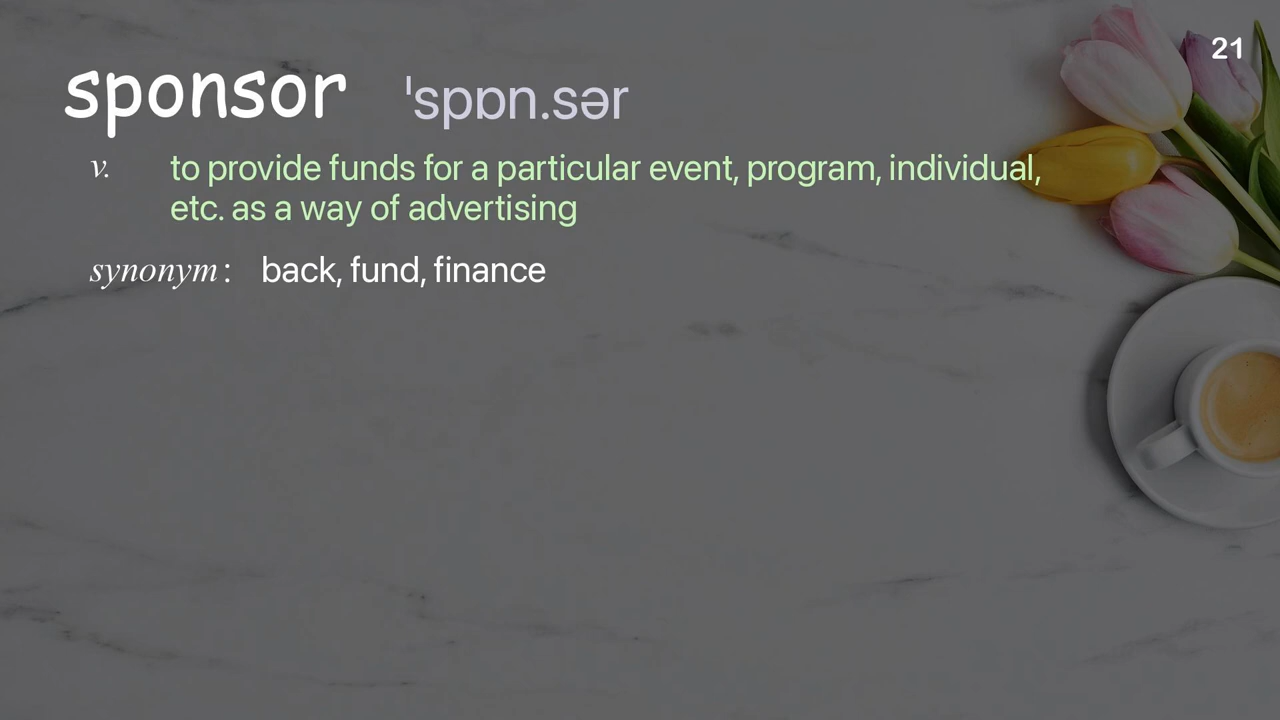 21
sponsor ˈspɒn.sər
v. to provide funds for a particular event, program, individual,
etc. as a way of advertising
synonym: back, fund, finance